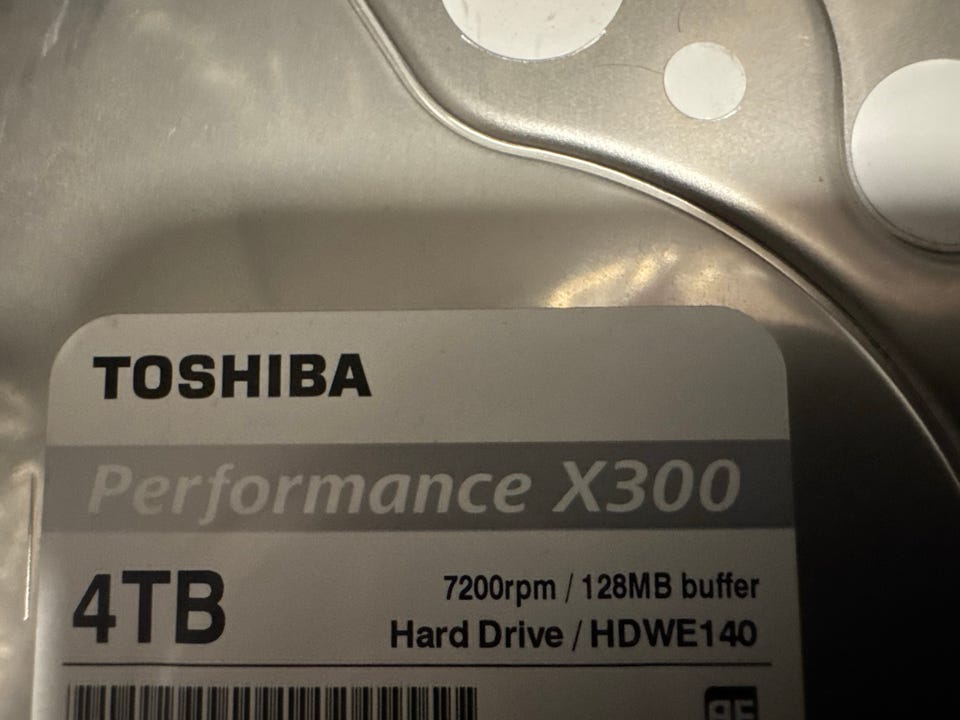 TOSHIBA
Performance X300
4TB
7200rpm / 128MB buffer
Hard Drive / HDWE140